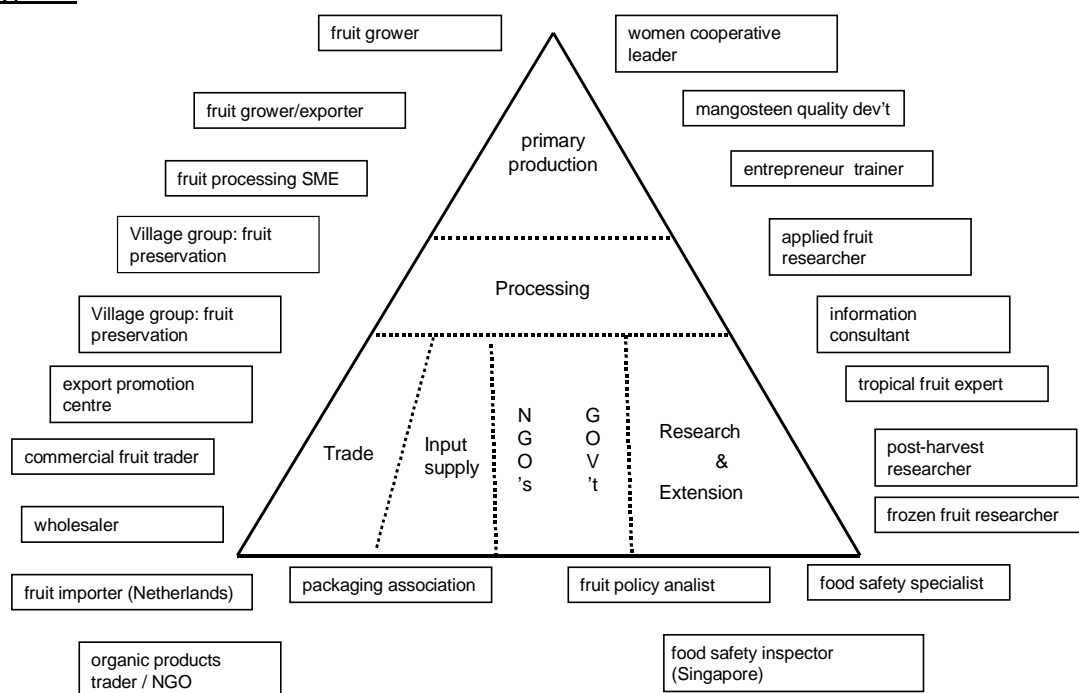 fruit grower
women cooperative
leader
fruit grower/exporter
mangosteen quality dev't
primary
production
fruit processing SME
entrepreneur trainer
Village group: fruit
preservation
applied fruit
researcher
Processing
Village group: fruit
preservation
information
consultant
export promotion
centre
tropical fruit expert
commercial fruit trader
Trade
Input
supply
N
G
O
's
G
O
V
't
Research
&
Extension
post-harvest
researcher
wholesaler
frozen fruit researcher
fruit importer (Netherlands)
packaging association
fruit policy analist
food safety specialist
organic products
trader / NGO
food safety inspector
(Singapore)